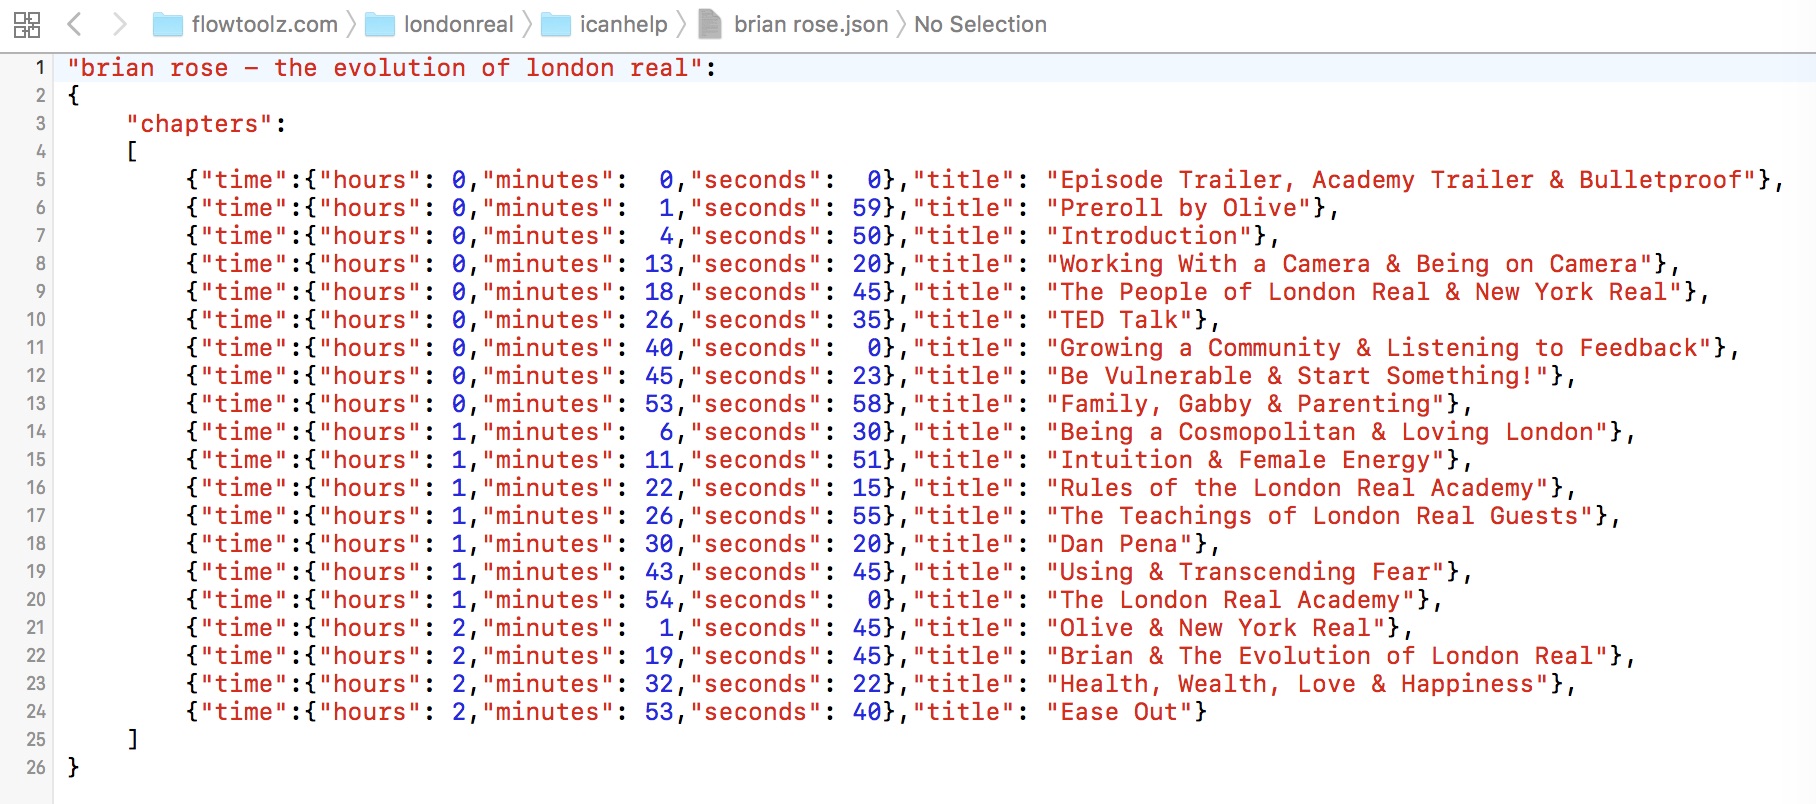 flowtoolz.com londonreal icanhelp brian rose.json No Selection
1 "brian rose – the evolution of london real":
2 {
3     "chapters":
4     [
5         {"time":{"hours": 0,"minutes":  0,"seconds":  0},"title": "Episode Trailer, Academy Trailer & Bulletproof"},
6         {"time":{"hours": 0,"minutes":  1,"seconds": 59},"title": "Preroll by Olive"},
7         {"time":{"hours": 0,"minutes":  4,"seconds": 50},"title": "Introduction"},
8         {"time":{"hours": 0,"minutes": 13,"seconds": 20},"title": "Working With a Camera & Being on Camera"},
9         {"time":{"hours": 0,"minutes": 18,"seconds": 45},"title": "The People of London Real & New York Real"},
10         {"time":{"hours": 0,"minutes": 26,"seconds": 35},"title": "TED Talk"},
11         {"time":{"hours": 0,"minutes": 40,"seconds":  0},"title": "Growing a Community & Listening to Feedback"},
12         {"time":{"hours": 0,"minutes": 45,"seconds": 23},"title": "Be Vulnerable & Start Something!"},
13         {"time":{"hours": 0,"minutes": 53,"seconds": 58},"title": "Family, Gabby & Parenting"},
14         {"time":{"hours": 1,"minutes":  6,"seconds": 30},"title": "Being a Cosmopolitan & Loving London"},
15         {"time":{"hours": 1,"minutes": 11,"seconds": 51},"title": "Intuition & Female Energy"},
16         {"time":{"hours": 1,"minutes": 22,"seconds": 15},"title": "Rules of the London Real Academy"},
17         {"time":{"hours": 1,"minutes": 26,"seconds": 55},"title": "The Teachings of London Real Guests"},
18         {"time":{"hours": 1,"minutes": 30,"seconds": 20},"title": "Dan Pena"},
19         {"time":{"hours": 1,"minutes": 43,"seconds": 45},"title": "Using & Transcending Fear"},
20         {"time":{"hours": 1,"minutes": 54,"seconds":  0},"title": "The London Real Academy"},
21         {"time":{"hours": 2,"minutes":  1,"seconds": 45},"title": "Olive & New York Real"},
22         {"time":{"hours": 2,"minutes": 19,"seconds": 45},"title": "Brian & The Evolution of London Real"},
23         {"time":{"hours": 2,"minutes": 32,"seconds": 22},"title": "Health, Wealth, Love & Happiness"},
24         {"time":{"hours": 2,"minutes": 53,"seconds": 40},"title": "Ease Out"}
25     ]
26 }